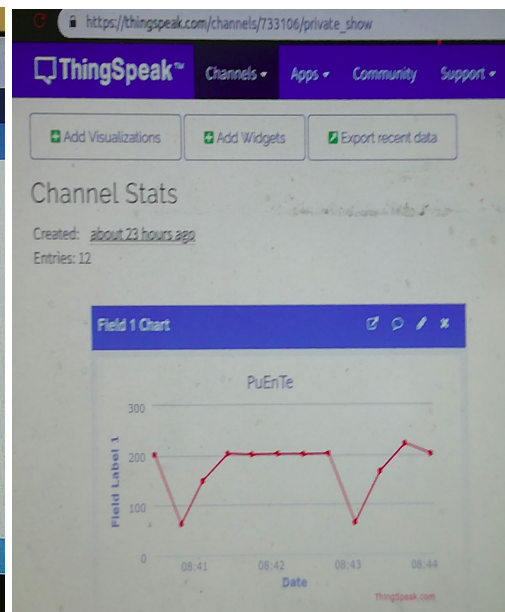 https://thingspeak.com/channels/733106/private_show
ThingSpeak™ Channels Apps Community Support
Add Visualizations Add Widgets Export recent data
Channel Stats
Created: about 23 hours ago
Entries: 12
Field 1 Chart
PuEnTe
300
200
100
0
Field Label 1
08:41 08:42 08:43 08:44
Date
ThingSpeak.com